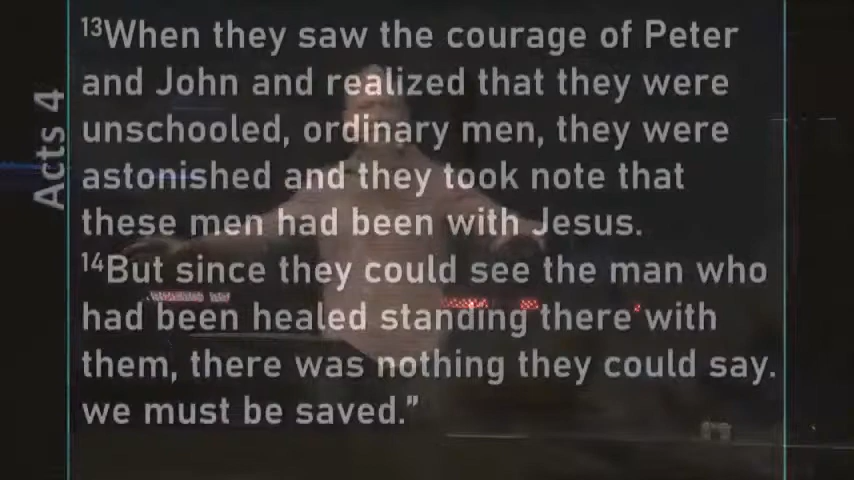 Acts 4
¹³When they saw the courage of Peter
and John and realized that they were
unschooled, ordinary men, they were
astonished and they took note that
these men had been with Jesus.
¹⁴But since they could see the man who
had been healed standing there with
them, there was nothing they could say.
we must be saved.”